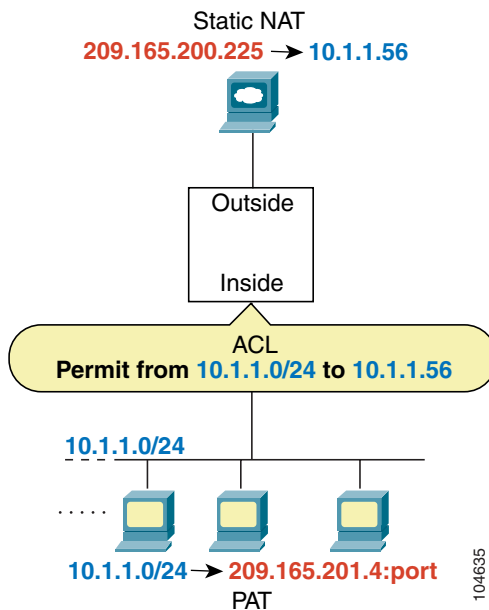 Static NAT
209.165.200.225 → 10.1.1.56
Outside
Inside
ACL
Permit from 10.1.1.0/24 to 10.1.1.56
10.1.1.0/24
10.1.1.0/24 → 209.165.201.4:port
PAT
104635